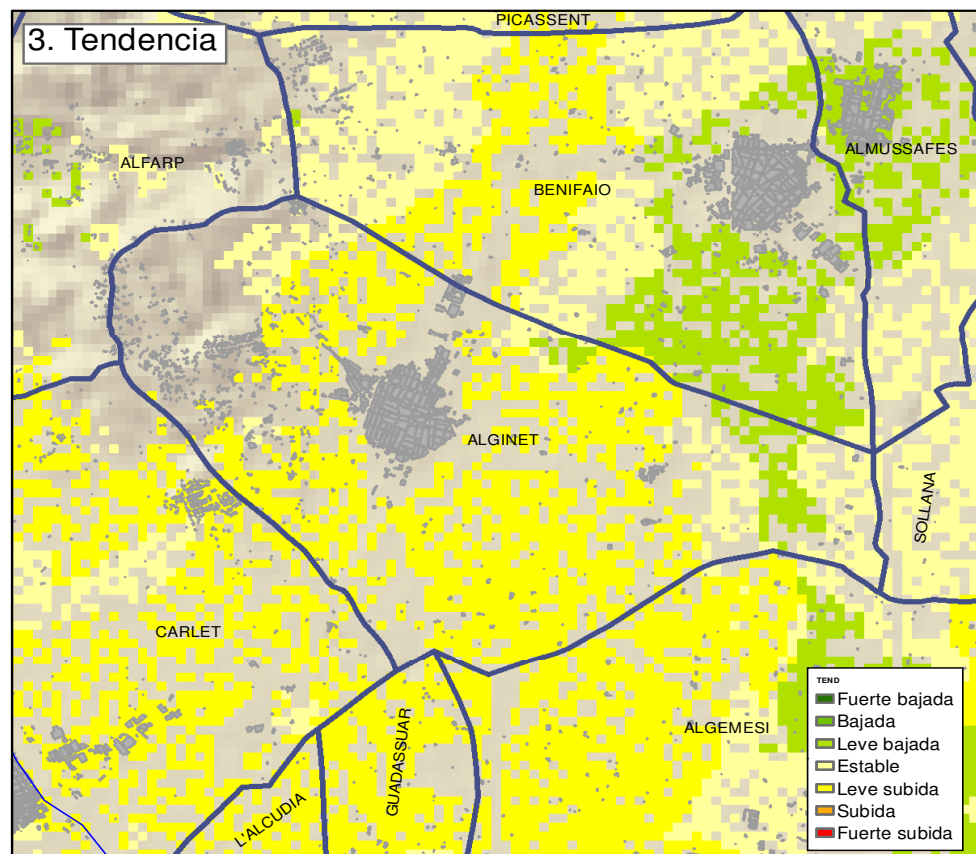 3. Tendencia
PICASSENT
ALFARP
ALMUSSAFES
BENIFAIO
ALGINET
SOLLANA
CARLET
ALGEMESI
GUADASSUAR
L'ALCUDIA
TEND
Fuerte bajada
Bajada
Leve bajada
Estable
Leve subida
Subida
Fuerte subida